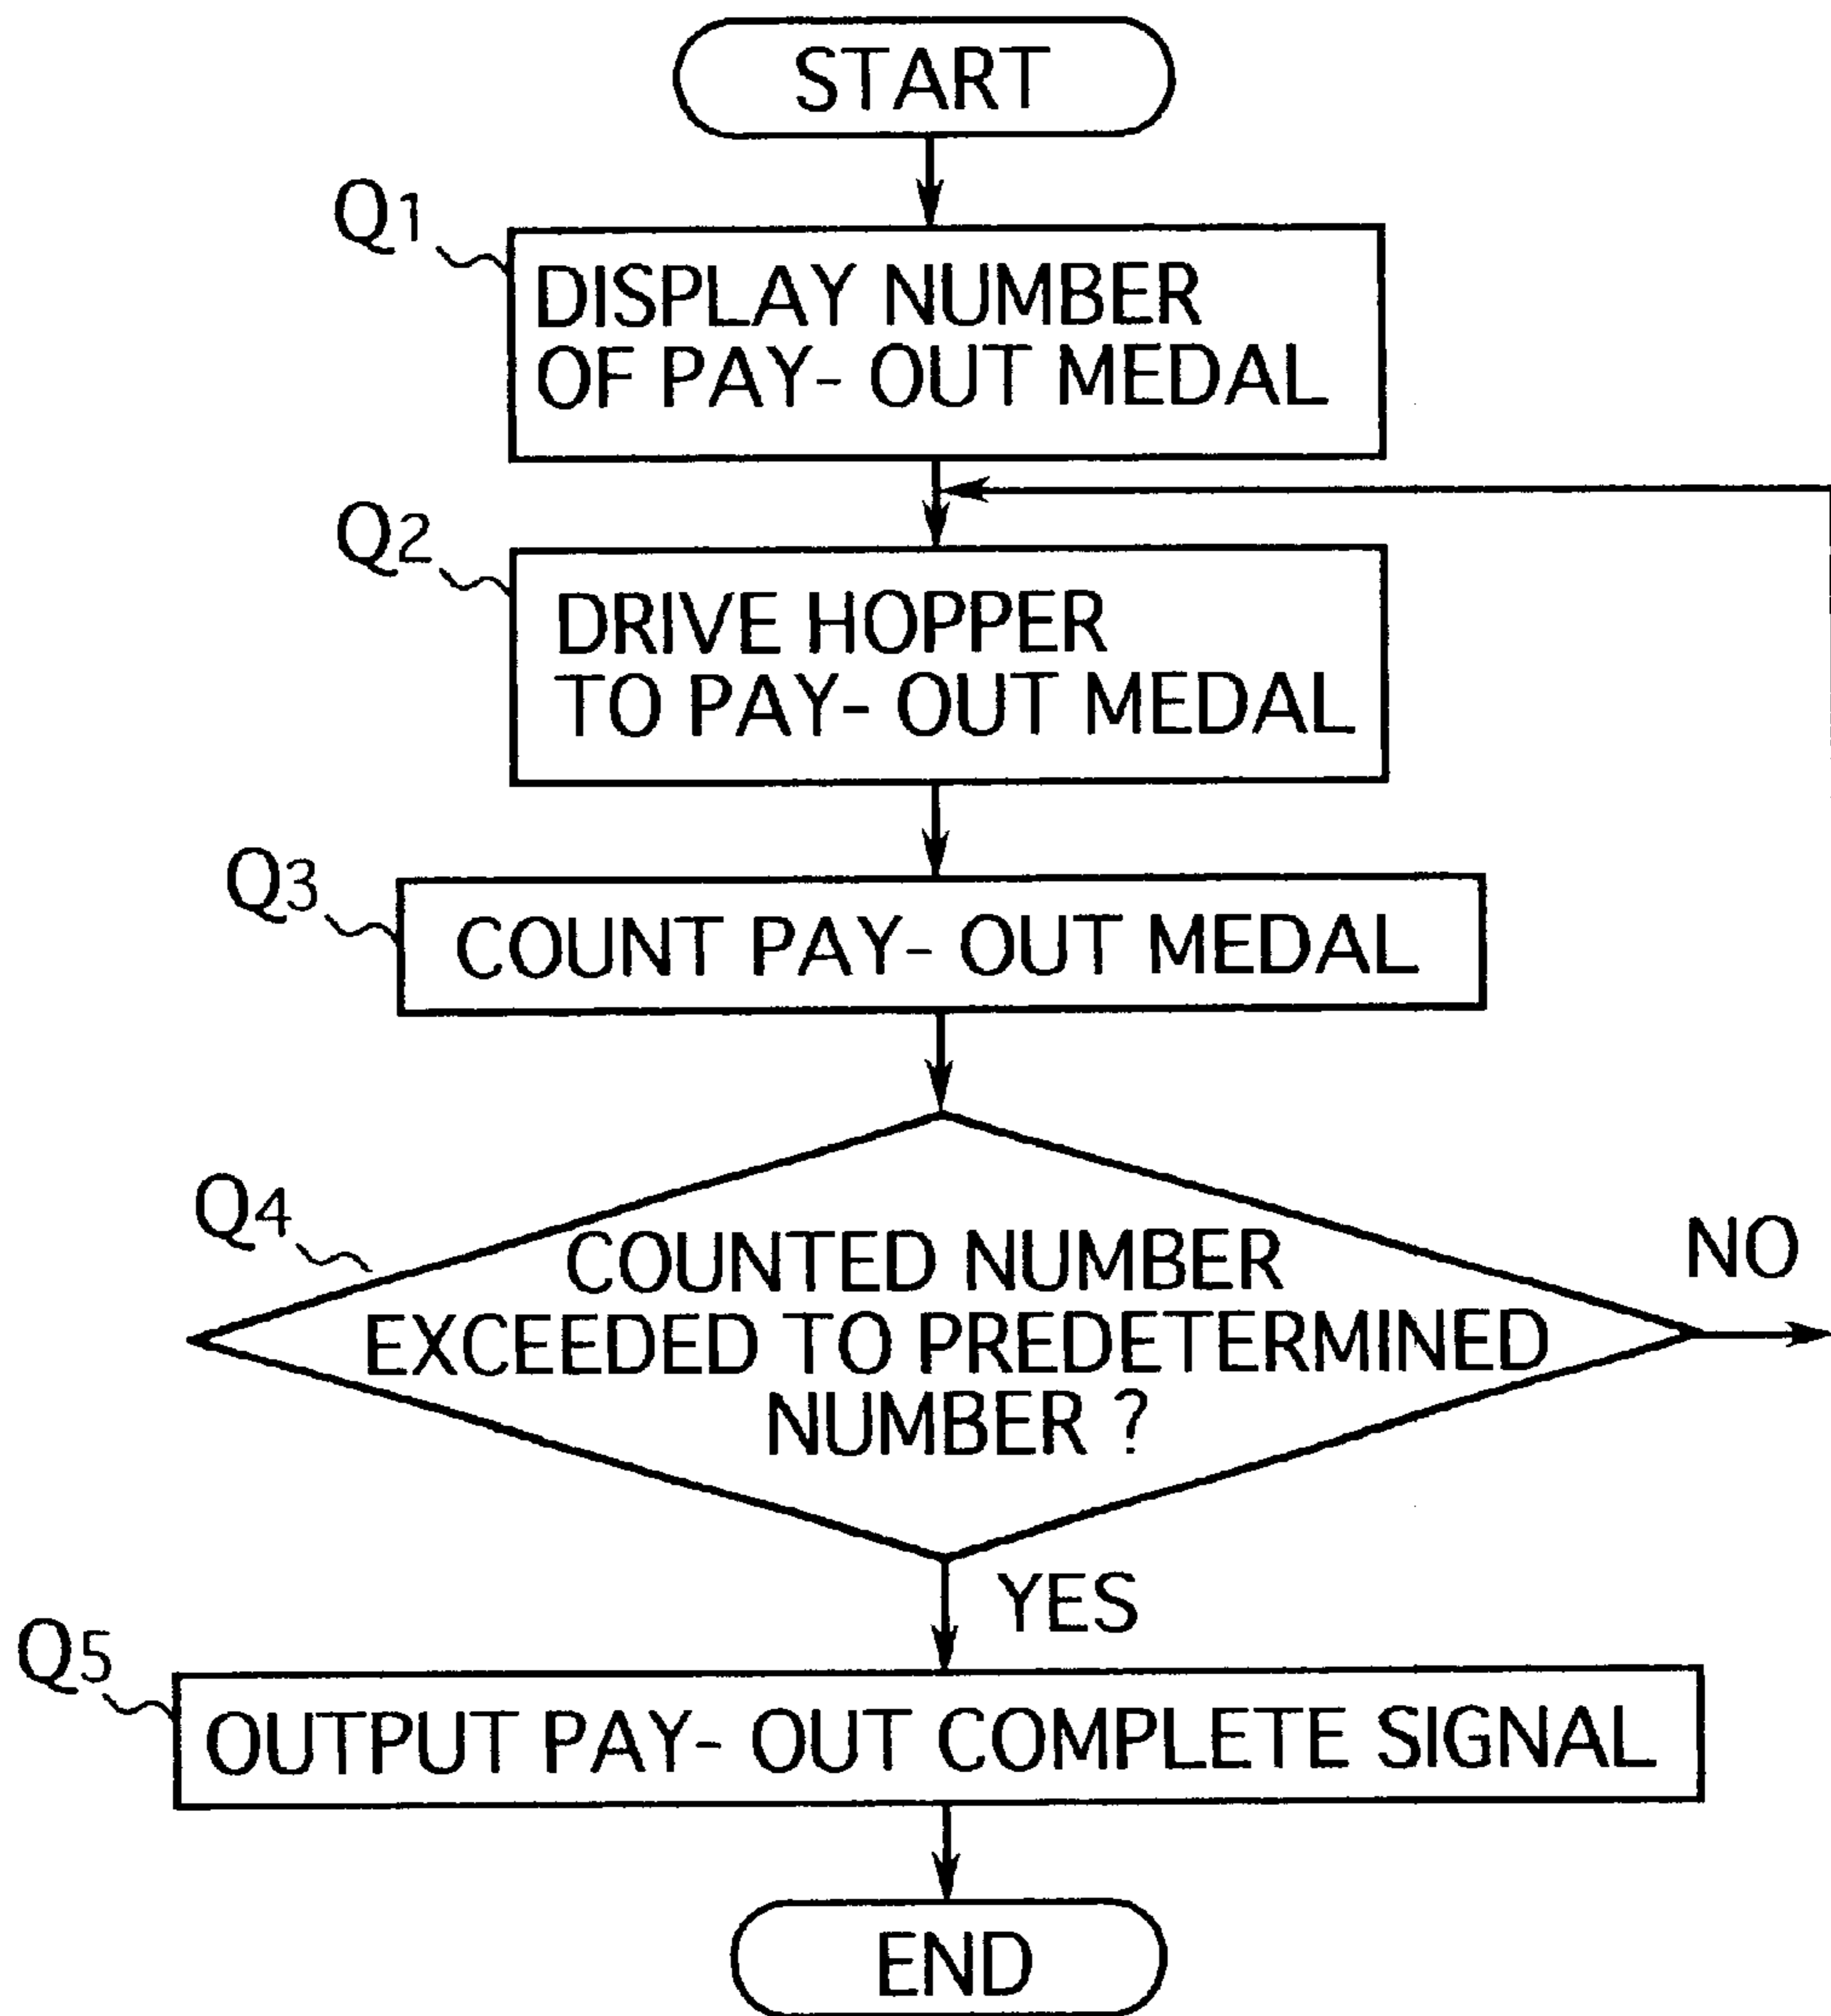 START
Q1
DISPLAY NUMBER
OF PAY- OUT MEDAL
Q2
DRIVE HOPPER
TO PAY- OUT MEDAL
Q3
COUNT PAY- OUT MEDAL
Q4
COUNTED NUMBER
EXCEEDED TO PREDETERMINED
NUMBER ?
NO
YES
Q5
OUTPUT PAY- OUT COMPLETE SIGNAL
END